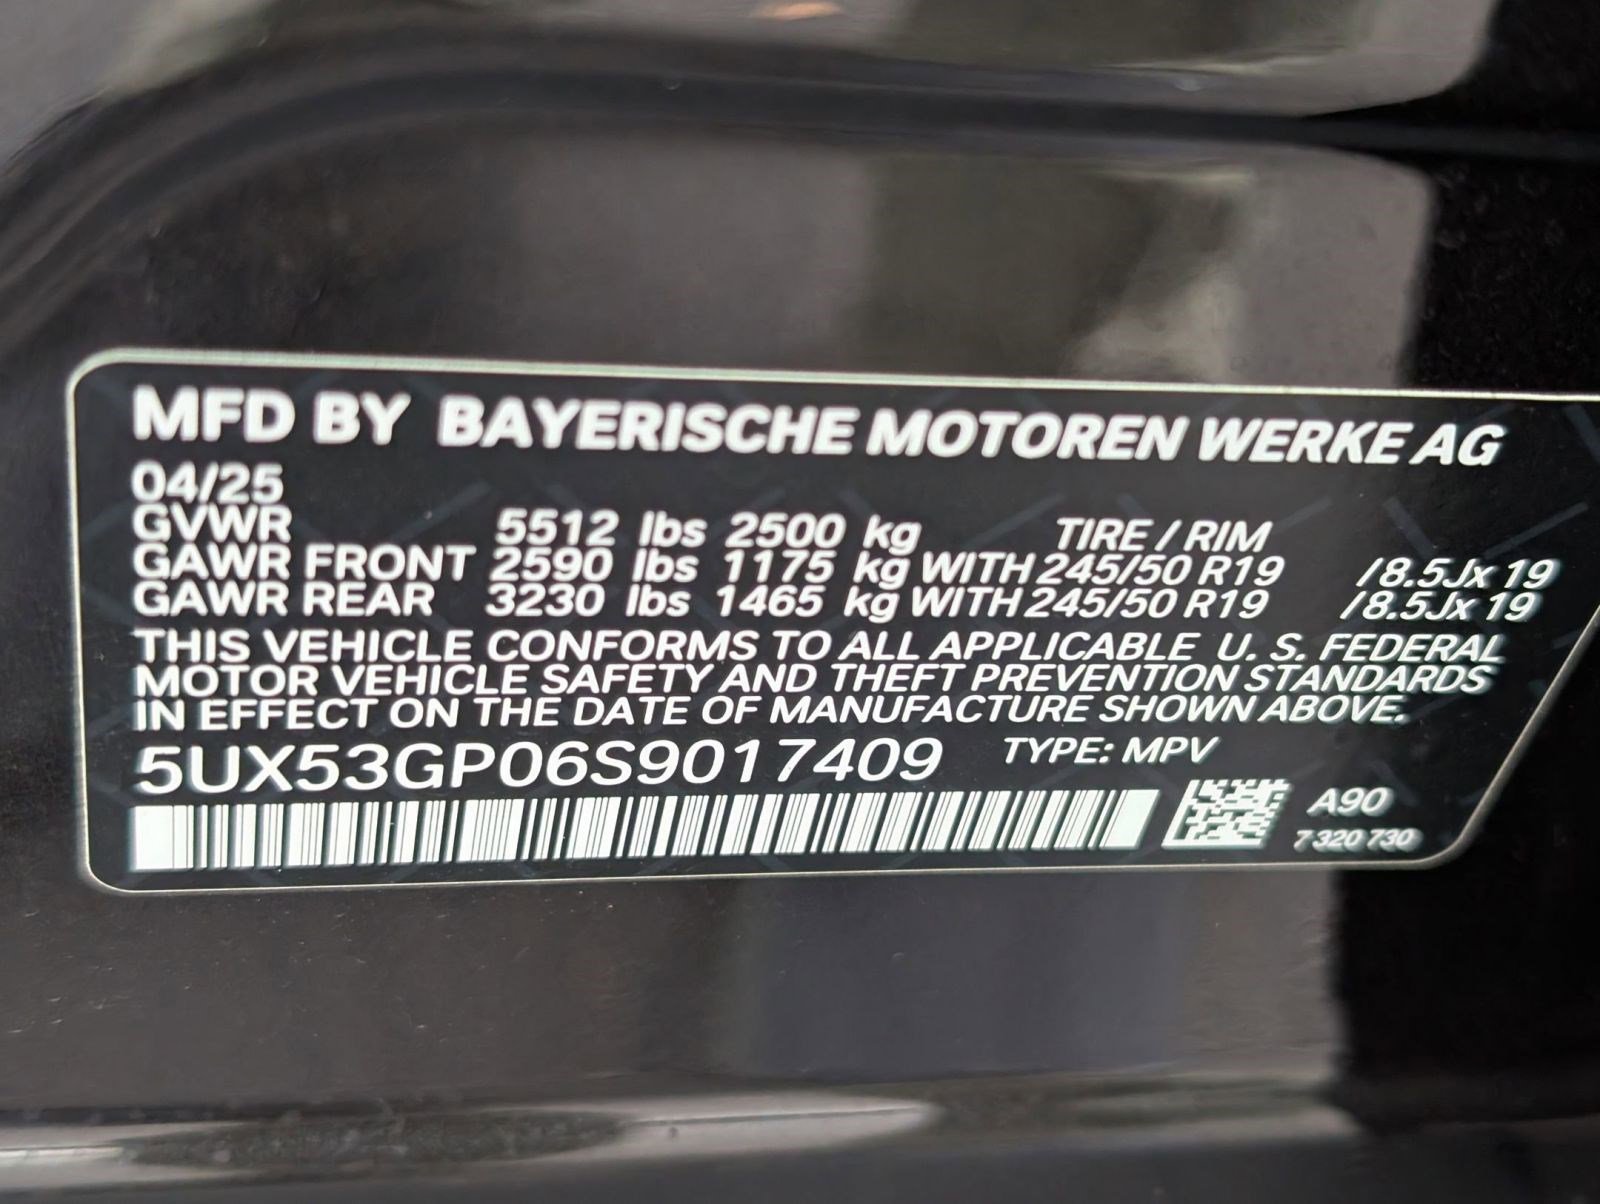 MFD BY BAYERISCHE MOTOREN WERKE AG
04/25
GVWR 5512 lbs 2500 kg TIRE / RIM
GAWR FRONT 2590 lbs 1175 kg WITH 245/50 R19 / 8.5Jx 19
GAWR REAR 3230 lbs 1465 kg WITH 245/50 R19 / 8.5Jx 19
THIS VEHICLE CONFORMS TO ALL APPLICABLE U. S. FEDERAL
MOTOR VEHICLE SAFETY AND THEFT PREVENTION STANDARDS
IN EFFECT ON THE DATE OF MANUFACTURE SHOWN ABOVE.
5UX53GP06S9017409 TYPE: MPV
A90
7 320 730